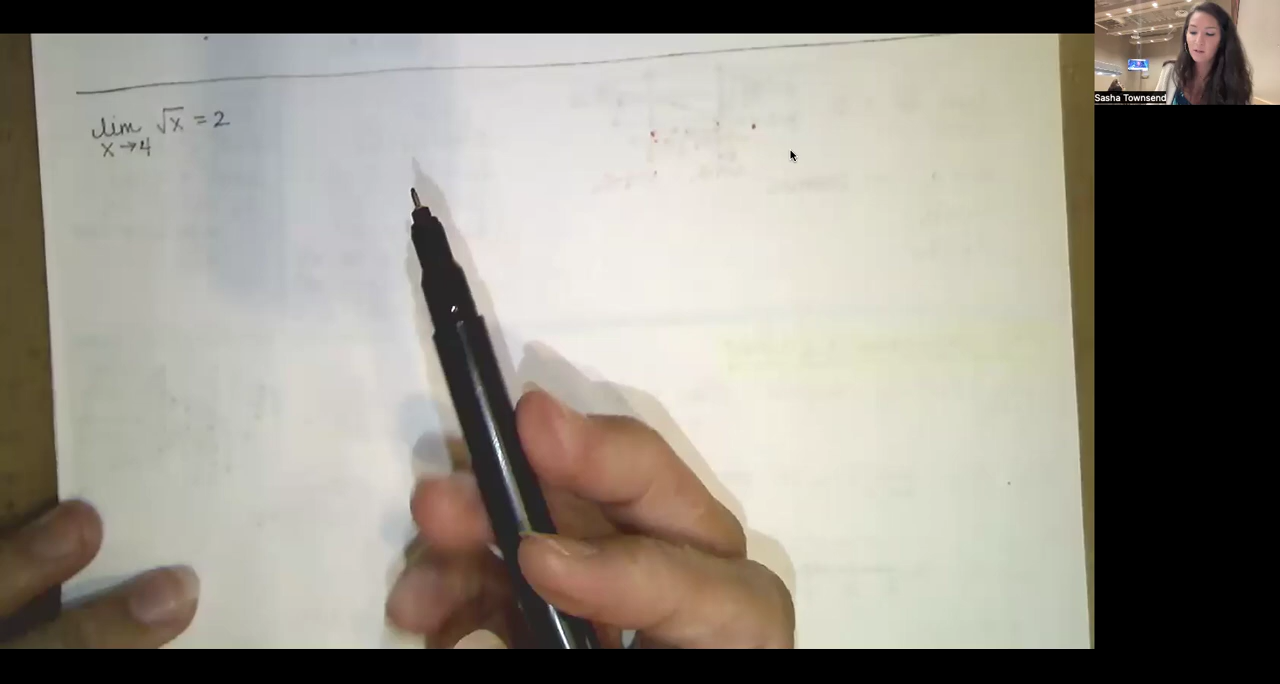 lim √x = 2
x→4
Sasha Townsend